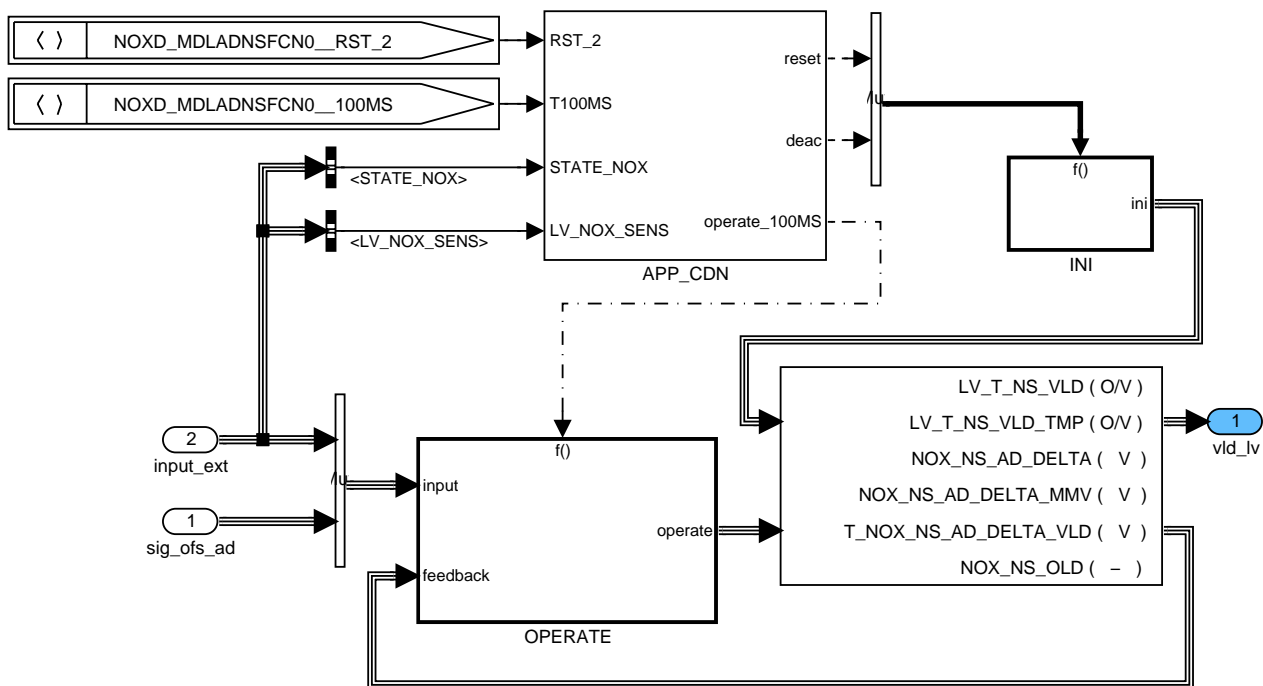 ⟨ ⟩ NOXD_MDLADNSFCN0__RST_2
⟨ ⟩ NOXD_MDLADNSFCN0__100MS
RST_2
T100MS
STATE_NOX
LV_NOX_SENS
reset
deac
operate_100MS
APP_CDN
<STATE_NOX>
<LV_NOX_SENS>
f()
ini
INI
2
input_ext
1
sig_ofs_ad
f()
input
feedback
operate
OPERATE
LV_T_NS_VLD ( O/V )
LV_T_NS_VLD_TMP ( O/V )
NOX_NS_AD_DELTA ( V )
NOX_NS_AD_DELTA_MMV ( V )
T_NOX_NS_AD_DELTA_VLD ( V )
NOX_NS_OLD ( – )
1
vld_lv